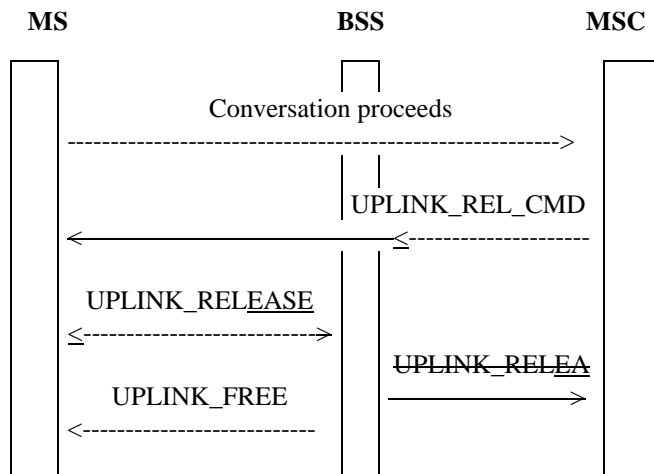 MS BSS MSC
Conversation proceeds
UPLINK_REL_CMD
UPLINK_RELEASE
UPLINK_RELEA
UPLINK_FREE